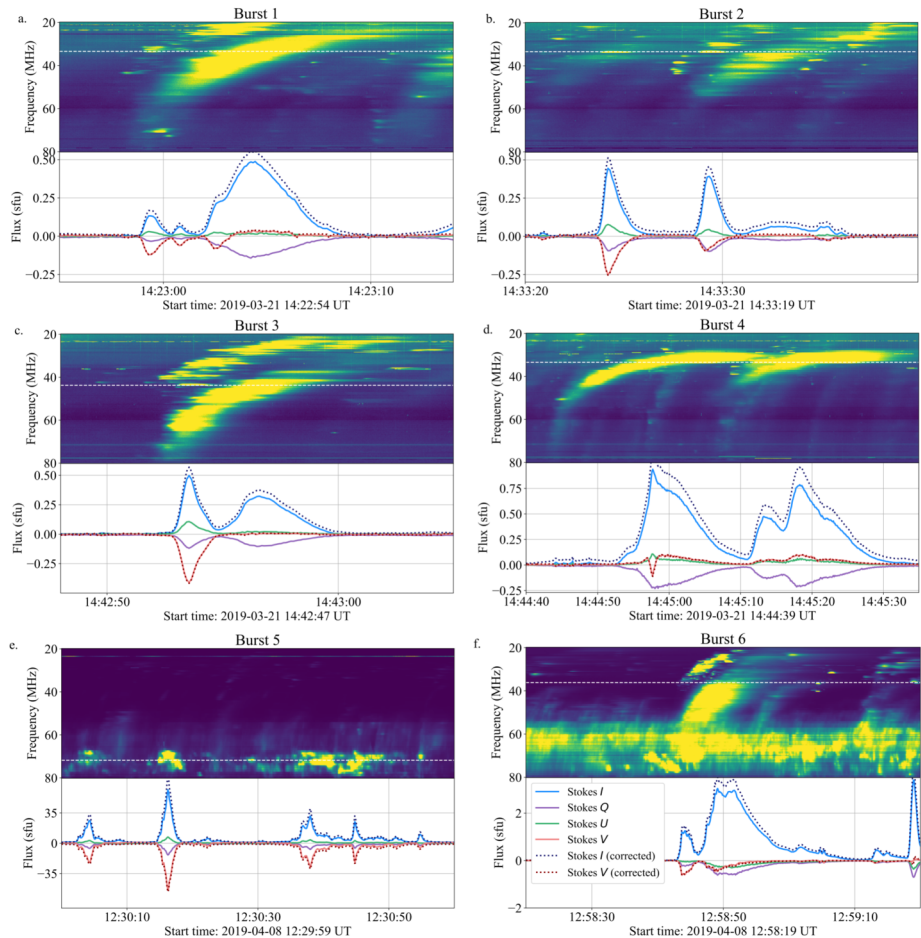 a.
Burst 1
20
40
60
80
Frequency (MHz)
0.50
0.25
0.00
−0.25
Flux (sfu)
14:23:00
14:23:10
Start time: 2019-03-21 14:22:54 UT
b.
Burst 2
20
40
60
80
Frequency (MHz)
0.50
0.25
0.00
−0.25
Flux (sfu)
14:33:20
14:33:30
Start time: 2019-03-21 14:33:19 UT
c.
Burst 3
20
40
60
80
Frequency (MHz)
0.50
0.25
0.00
−0.25
Flux (sfu)
14:42:50
14:43:00
Start time: 2019-03-21 14:42:47 UT
d.
Burst 4
20
40
60
80
Frequency (MHz)
0.75
0.50
0.25
0.00
−0.25
Flux (sfu)
14:44:40
14:44:50
14:45:00
14:45:10
14:45:20
14:45:30
Start time: 2019-03-21 14:44:39 UT
e.
Burst 5
20
40
60
80
Frequency (MHz)
35
0
−35
Flux (sfu)
12:30:10
12:30:30
12:30:50
Start time: 2019-04-08 12:29:59 UT
f.
Burst 6
20
40
60
80
Frequency (MHz)
2
0
−2
Flux (sfu)
Stokes I
Stokes Q
Stokes U
Stokes V
Stokes I (corrected)
Stokes V (corrected)
12:58:30
12:58:50
12:59:10
Start time: 2019-04-08 12:58:19 UT